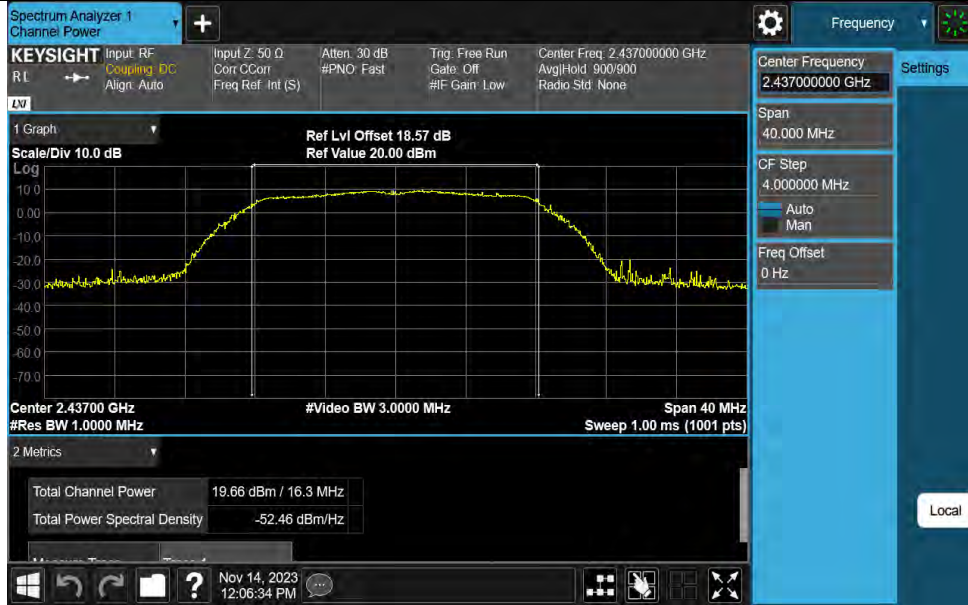 Spectrum Analyzer 1
Channel Power
Frequency
KEYSIGHT
Input: RF
Coupling: DC
Align: Auto
Input Z: 50 Ω
Corr CCorr
Freq Ref: Int (S)
Atten: 30 dB
#PNO: Fast
Trig: Free Run
Gate: Off
#IF Gain: Low
Center Freq: 2.437000000 GHz
Avg|Hold: 900/900
Radio Std: None
LXI
Center Frequency
2.437000000 GHz
Settings
Span
40.000 MHz
CF Step
4.000000 MHz
Auto
Man
Freq Offset
0 Hz
1 Graph
Scale/Div 10.0 dB
Ref Lvl Offset 18.57 dB
Ref Value 20.00 dBm
Log
10.0
0.00
-10.0
-20.0
-30.0
-40.0
-50.0
-60.0
-70.0
Center 2.43700 GHz
#Video BW 3.0000 MHz
Span 40 MHz
#Res BW 1.0000 MHz
Sweep 1.00 ms (1001 pts)
2 Metrics
Total Channel Power 19.66 dBm / 16.3 MHz
Total Power Spectral Density -52.46 dBm/Hz
Local
?
Nov 14, 2023
12:06:34 PM